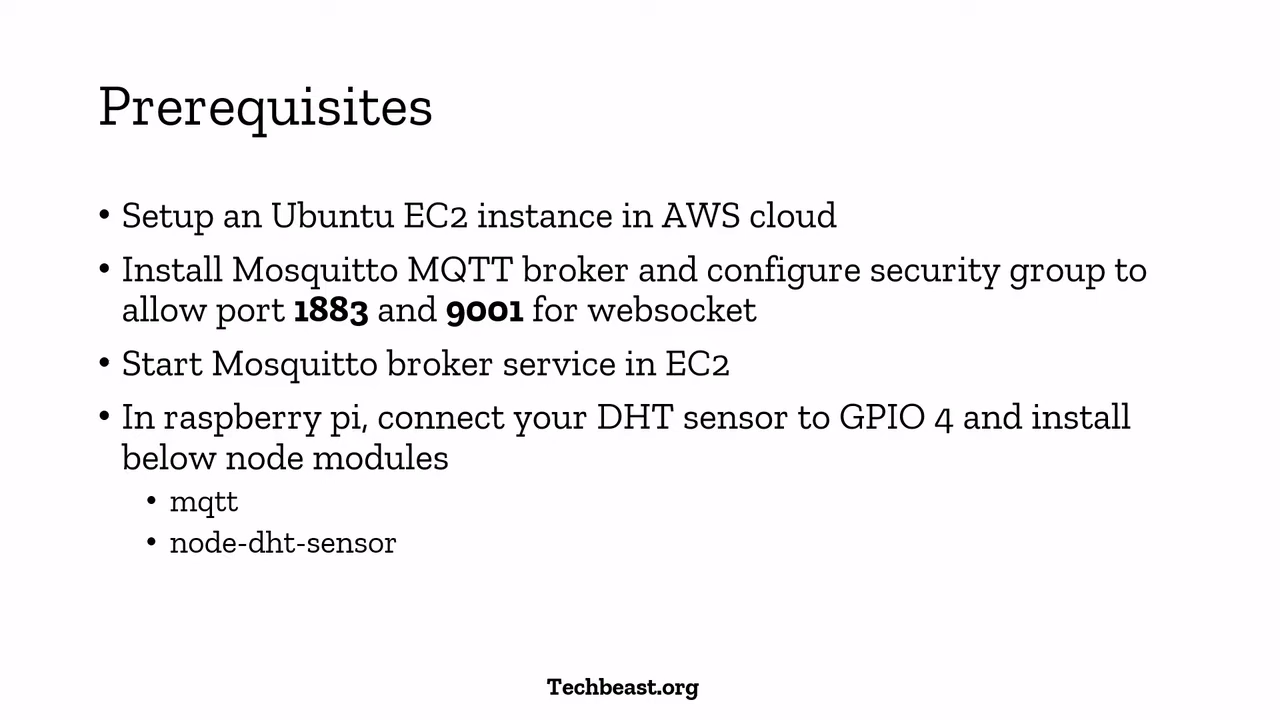 Prerequisites
• Setup an Ubuntu EC2 instance in AWS cloud
• Install Mosquitto MQTT broker and configure security group to
allow port 1883 and 9001 for websocket
• Start Mosquitto broker service in EC2
• In raspberry pi, connect your DHT sensor to GPIO 4 and install
below node modules
• mqtt
• node-dht-sensor
Techbeast.org